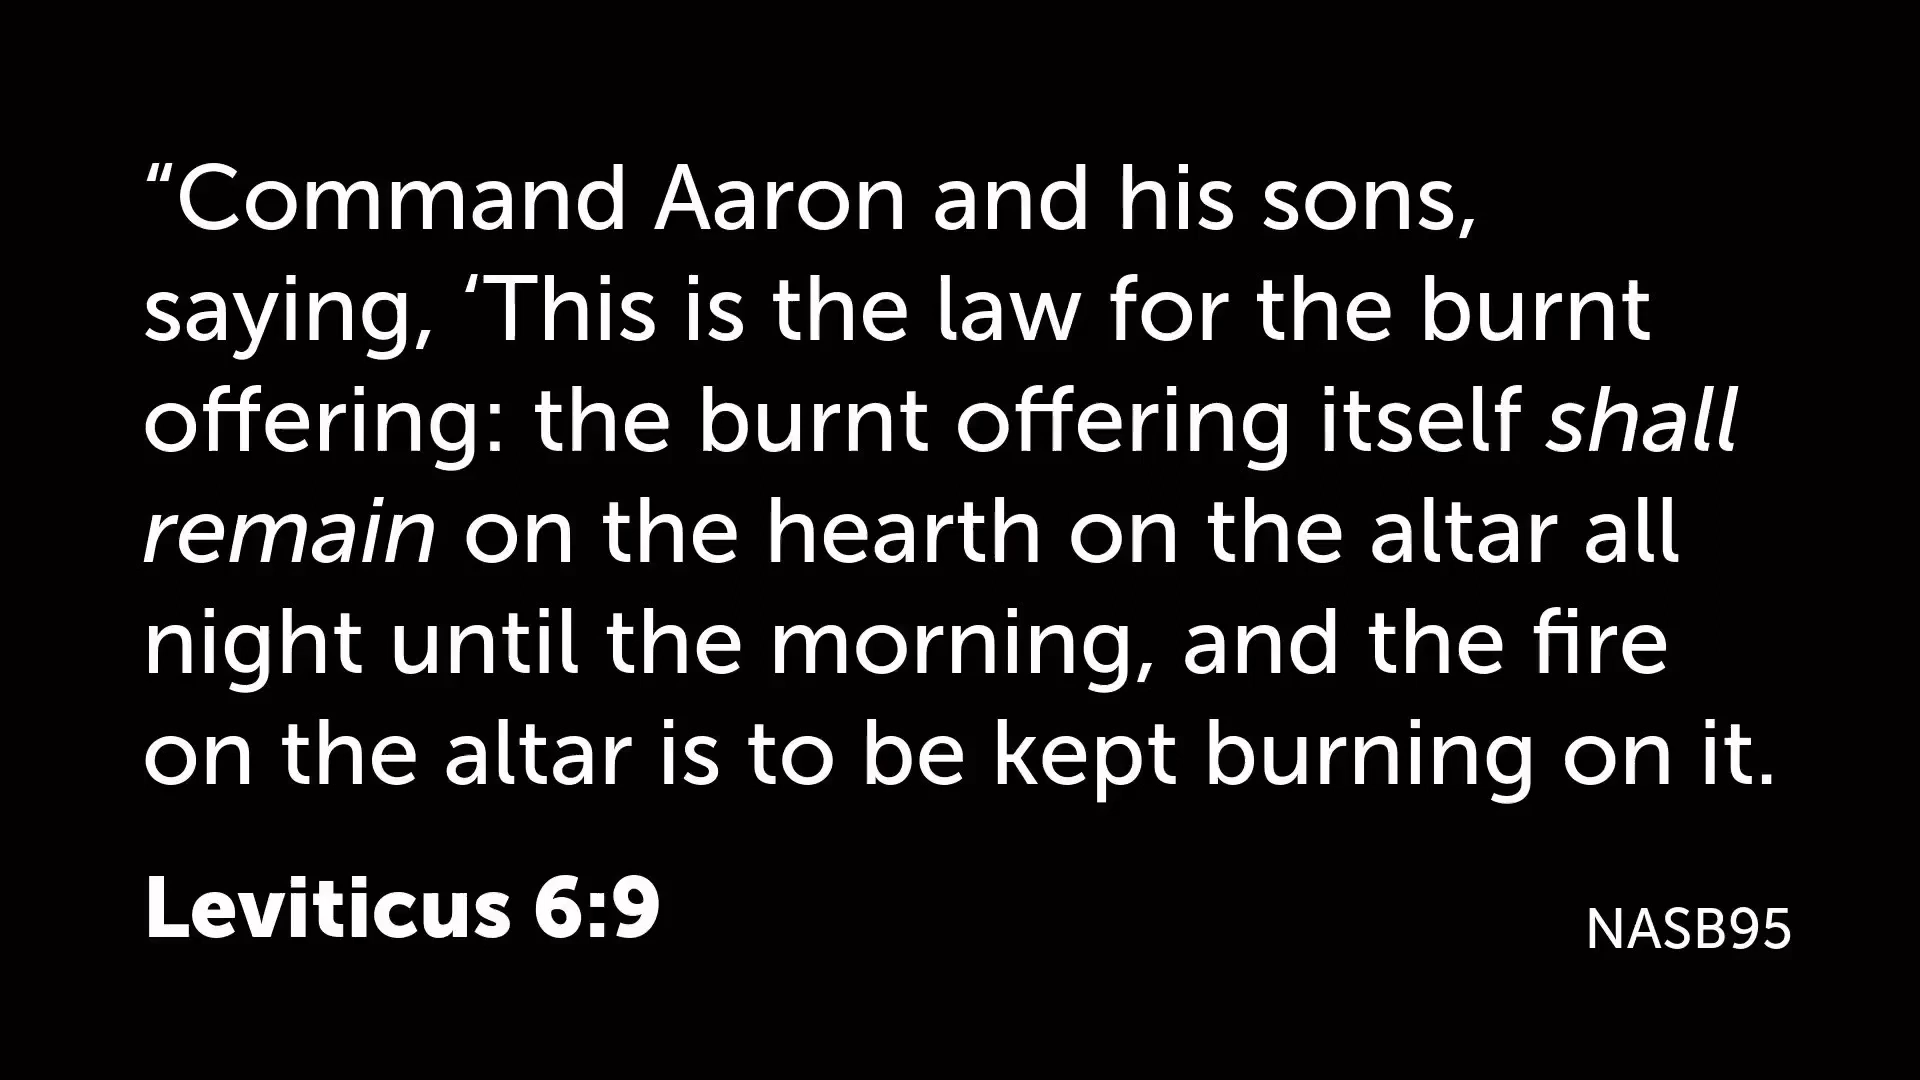 “Command Aaron and his sons,
saying, ‘This is the law for the burnt
offering: the burnt offering itself shall
remain on the hearth on the altar all
night until the morning, and the fire
on the altar is to be kept burning on it.
Leviticus 6:9
NASB95